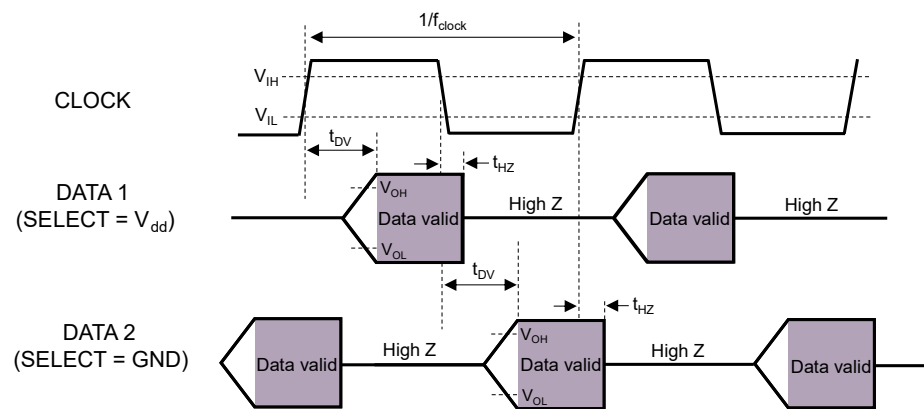 1/fclock
VIH
CLOCK
VIL
tDV
tHZ
DATA 1
(SELECT = Vdd)
VOH
Data valid
High Z
Data valid
High Z
VOL
tDV
tHZ
DATA 2
(SELECT = GND)
Data valid
High Z
VOH
Data valid
High Z
Data valid
VOL